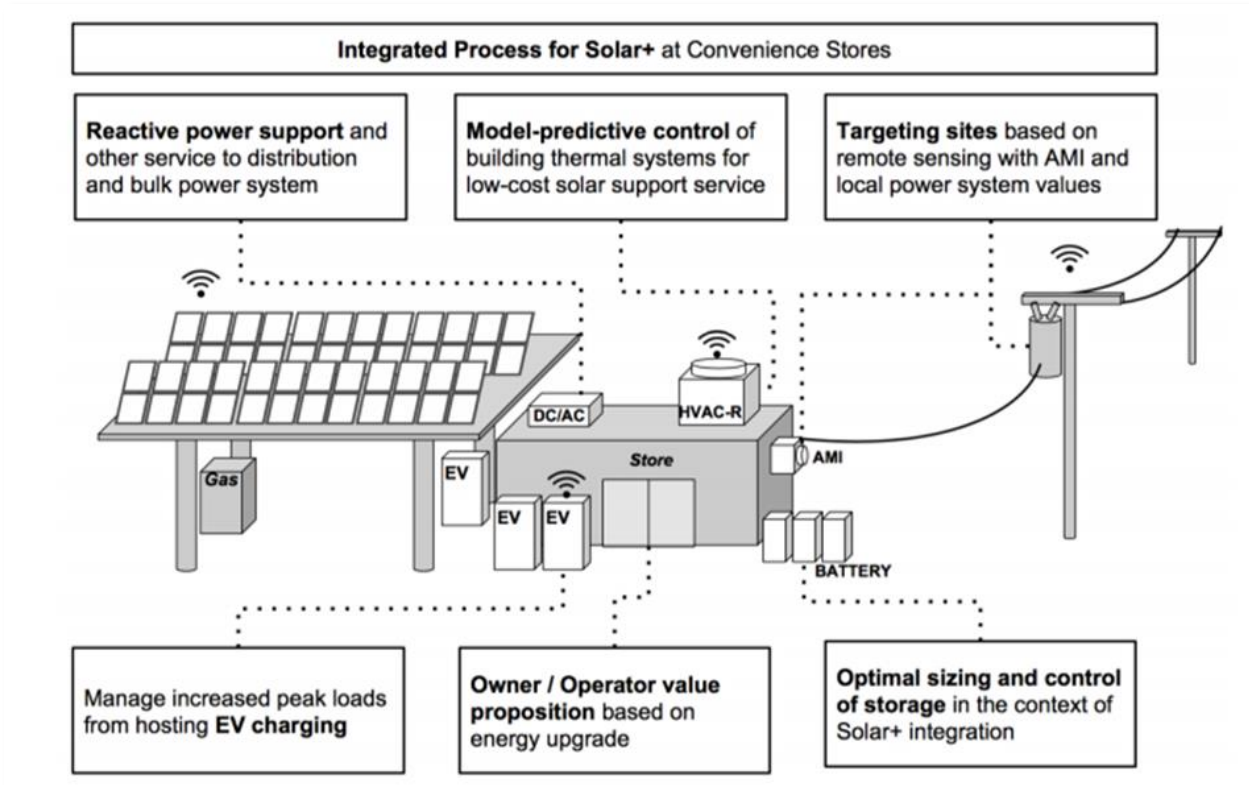 Integrated Process for Solar+ at Convenience Stores
Reactive power support and
other service to distribution
and bulk power system
Model-predictive control of
building thermal systems for
low-cost solar support service
Targeting sites based on
remote sensing with AMI and
local power system values
DC/AC
HVAC-R
Store
AMI
Gas
EV
EV
EV
BATTERY
Manage increased peak loads
from hosting EV charging
Owner / Operator value
proposition based on
energy upgrade
Optimal sizing and control
of storage in the context of
Solar+ integration